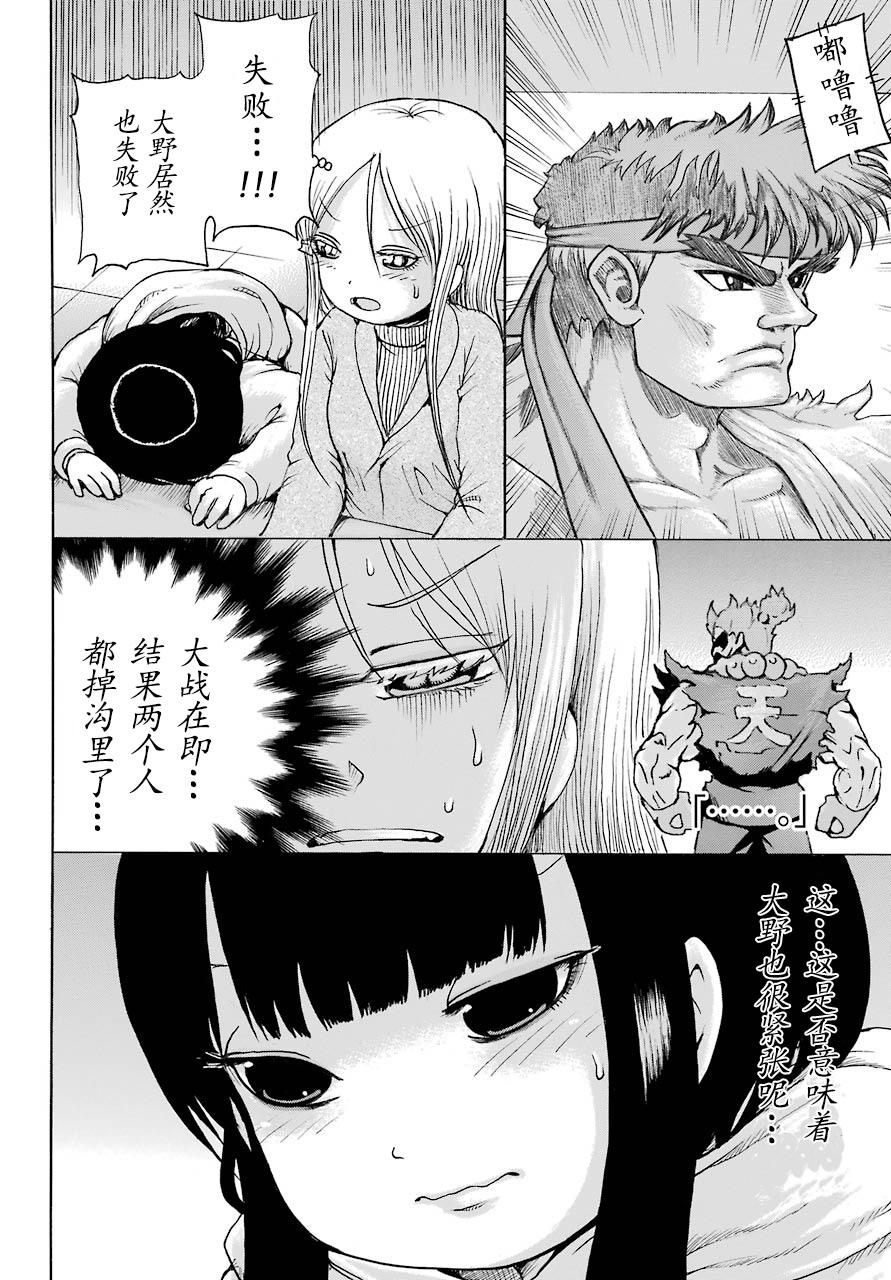 嘟噜噜
失败…!!!
大野居然
也失败了
天
「……。」
大战在即…
结果两个人
都掉沟里了…
这…这是否意味着
大野也很紧张呢…